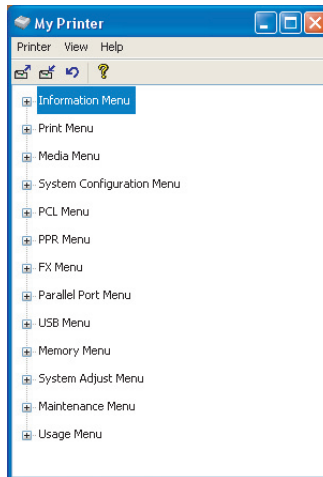 My Printer
Printer View Help
Information Menu
Print Menu
Media Menu
System Configuration Menu
PCL Menu
PPR Menu
FX Menu
Parallel Port Menu
USB Menu
Memory Menu
System Adjust Menu
Maintenance Menu
Usage Menu